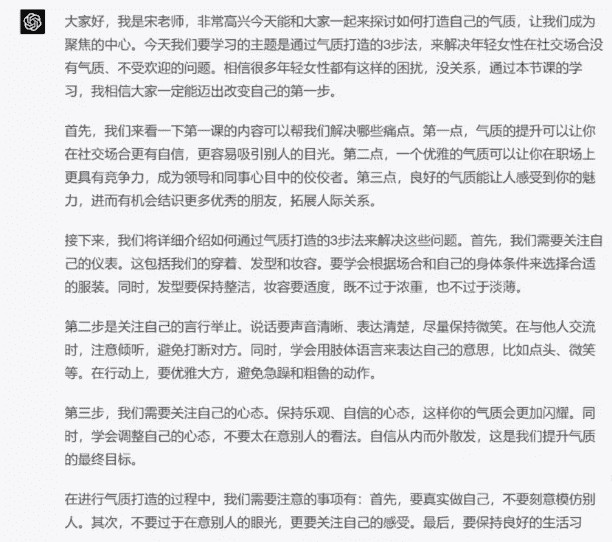 大家好，我是宋老师，非常高兴今天能和大家一起来探讨如何打造自己的气质，让我们成为
聚焦的中心。今天我们要学习的主题是通过气质打造的3步法，来解决年轻女性在社交场合没
有气质、不受欢迎的问题。相信很多年轻女性都有这样的困扰，没关系，通过本节课的学
习，我相信大家一定能迈出改变自己的第一步。
首先，我们来看一下第一课的内容可以帮我们解决哪些痛点。第一点，气质的提升可以让你
在社交场合更有自信，更容易吸引别人的目光。第二点，一个优雅的气质可以让你在职场上
更具有竞争力，成为领导和同事心目中的佼佼者。第三点，良好的气质能让人感受到你的魅
力，进而有机会结识更多优秀的朋友，拓展人际关系。
接下来，我们将详细介绍如何通过气质打造的3步法来解决这些问题。首先，我们需要关注自
己的仪表。这包括我们的穿着、发型和妆容。要学会根据场合和自己的身体条件来选择合适
的服装。同时，发型要保持整洁，妆容要适度，既不过于浓重，也不过于淡薄。
第二步是关注自己的言行举止。说话要声音清晰、表达清楚，尽量保持微笑。在与他人交流
时，注意倾听，避免打断对方。同时，学会用肢体语言来表达自己的意思，比如点头、微笑
等。在行动上，要优雅大方，避免急躁和粗鲁的动作。
第三步，我们需要关注自己的心态。保持乐观、自信的心态，这样你的气质会更加闪耀。同
时，学会调整自己的心态，不要太在意别人的看法。自信从内而外散发，这是我们提升气质
的最终目标。
在进行气质打造的过程中，我们需要注意的事项有：首先，要真实做自己，不要刻意模仿别
人。其次，不要过于在意别人的眼光，更要关注自己的感受。最后，要保持良好的生活习